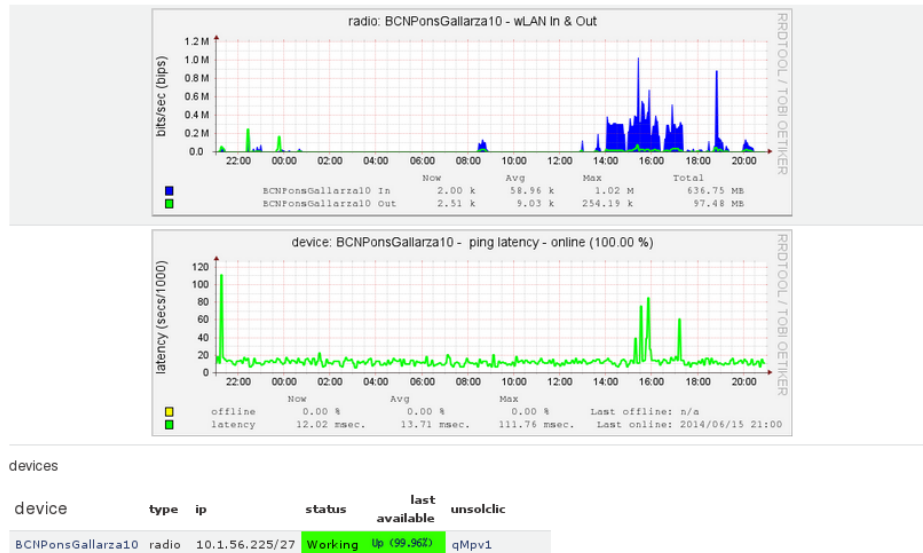 radio: BCNPonsGallarza10 - wLAN In & Out
RRDTOOL / TOBI OETIKER
bits/sec (bips)
1.2 M
1.0 M
0.8 M
0.6 M
0.4 M
0.2 M
0.0
22:00 00:00 02:00 04:00 06:00 08:00 10:00 12:00 14:00 16:00 18:00 20:00
Now Avg Max Total
BCNPonsGallarza10 In 2.00 k 58.96 k 1.02 M 636.75 MB
BCNPonsGallarza10 Out 2.51 k 9.03 k 254.19 k 97.48 MB
device: BCNPonsGallarza10 - ping latency - online (100.00 %)
RRDTOOL / TOBI OETIKER
latency (secs/1000)
120
100
80
60
40
20
0
22:00 00:00 02:00 04:00 06:00 08:00 10:00 12:00 14:00 16:00 18:00 20:00
Now Avg Max
offline 0.00 % 0.00 % 0.00 % Last offline: n/a
latency 12.02 msec. 13.71 msec. 111.76 msec. Last online: 2014/06/15 21:00
devices
device type ip status last available unsolclic
BCNPonsGallarza10 radio 10.1.56.225/27 Working Up (99.96%) qMpv1